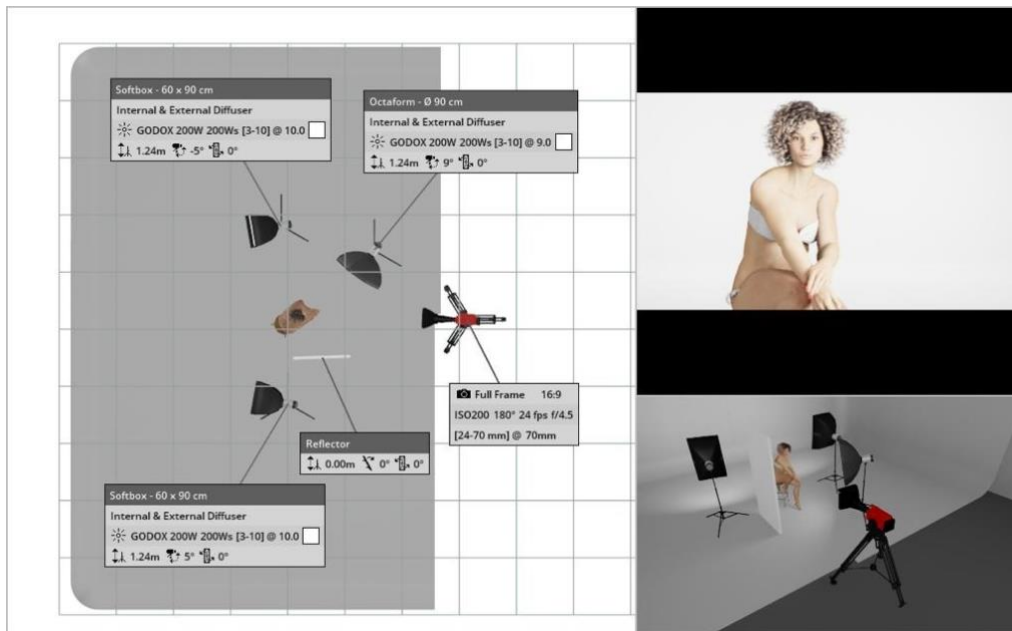 Softbox - 60 x 90 cm
Internal & External Diffuser
GODOX 200W 200Ws [3-10] @ 10.0
1.24m -5° 0°
Octaform - Ø 90 cm
Internal & External Diffuser
GODOX 200W 200Ws [3-10] @ 9.0
1.24m 9° 0°
Full Frame 16:9
ISO200 180° 24 fps f/4.5
[24-70 mm] @ 70mm
Reflector
0.00m 0° 0°
Softbox - 60 x 90 cm
Internal & External Diffuser
GODOX 200W 200Ws [3-10] @ 10.0
1.24m 5° 0°